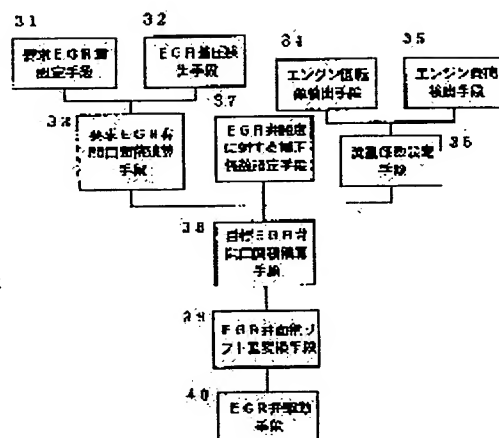 31
32
34
35
要求EGR量
設定手段
EGR差圧検
出手段
エンジン回転
数検出手段
エンジン負荷
検出手段
33
37
36
要求EGR弁
開口面積演算
手段
EGR弁
に対する補正
係数設定手段
流量係数設定
手段
38
目標EGR弁
開口面積演算
手段
39
EGR弁面積リ
フト量変換手段
40
EGR弁駆動
手段